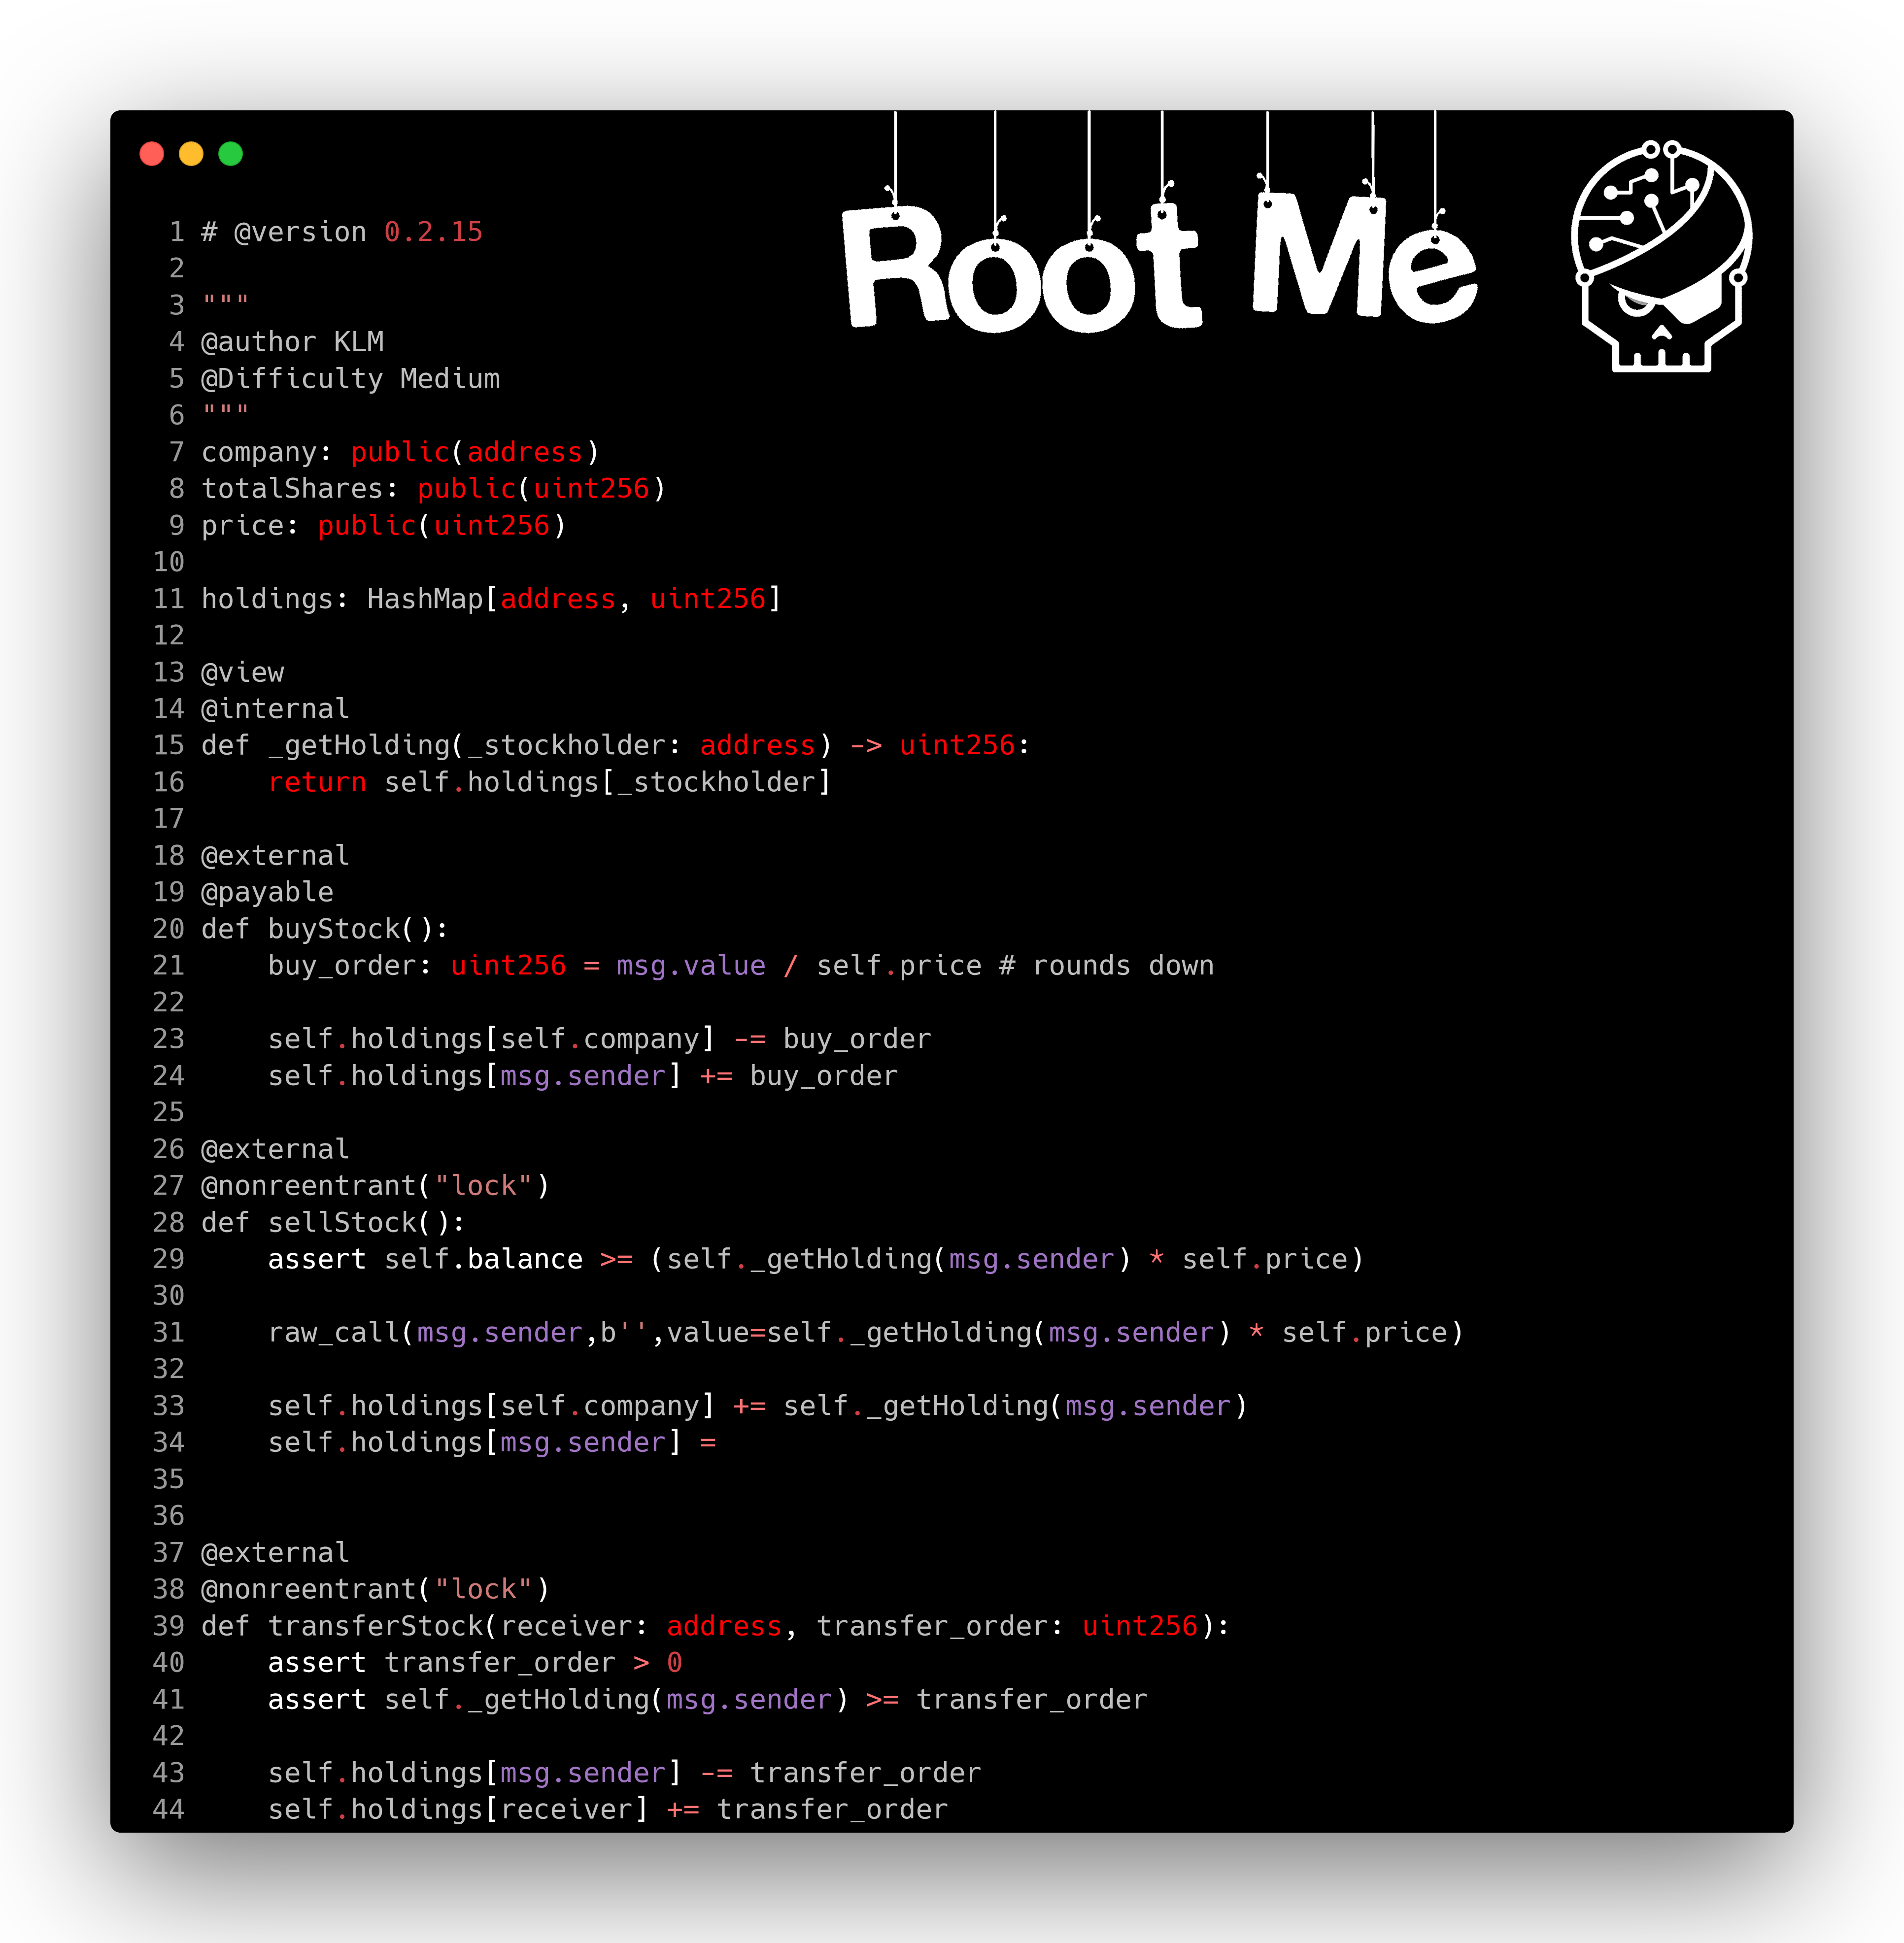 Root Me
1 # @version 0.2.15
2
3 """
4 @author KLM
5 @Difficulty Medium
6 """
7 company: public(address)
8 totalShares: public(uint256)
9 price: public(uint256)
10
11 holdings: HashMap[address, uint256]
12
13 @view
14 @internal
15 def _getHolding(_stockholder: address) -> uint256:
16     return self.holdings[_stockholder]
17
18 @external
19 @payable
20 def buyStock():
21     buy_order: uint256 = msg.value / self.price # rounds down
22
23     self.holdings[self.company] -= buy_order
24     self.holdings[msg.sender] += buy_order
25
26 @external
27 @nonreentrant("lock")
28 def sellStock():
29     assert self.balance >= (self._getHolding(msg.sender) * self.price)
30
31     raw_call(msg.sender,b'',value=self._getHolding(msg.sender) * self.price)
32
33     self.holdings[self.company] += self._getHolding(msg.sender)
34     self.holdings[msg.sender] =
35
36
37 @external
38 @nonreentrant("lock")
39 def transferStock(receiver: address, transfer_order: uint256):
40     assert transfer_order > 0
41     assert self._getHolding(msg.sender) >= transfer_order
42
43     self.holdings[msg.sender] -= transfer_order
44     self.holdings[receiver] += transfer_order